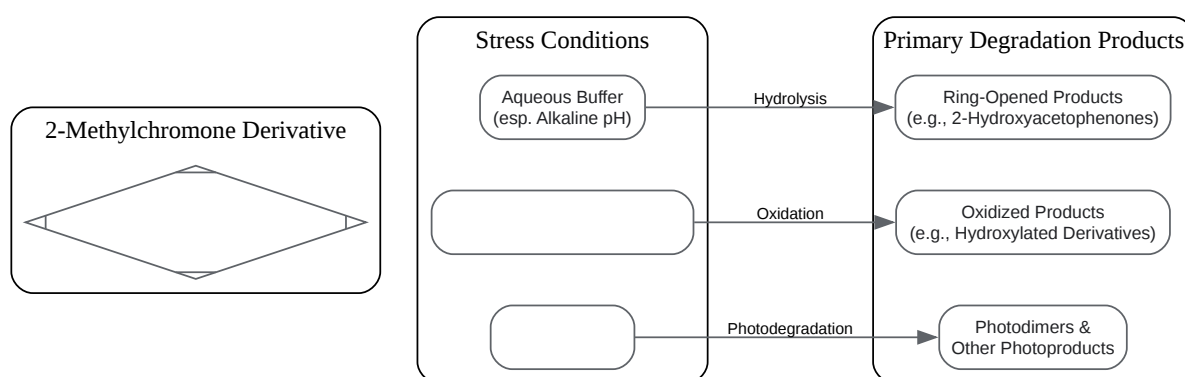 2-Methylchromone Derivative
Stress Conditions
Aqueous Buffer
(esp. Alkaline pH)
Hydrolysis
Oxidation
Photodegradation
Primary Degradation Products
Ring-Opened Products
(e.g., 2-Hydroxyacetophenones)
Oxidized Products
(e.g., Hydroxylated Derivatives)
Photodimers &
Other Photoproducts